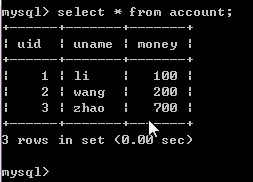 mysql> select * from account;
+------+-------+-------+
| uid  | uname | money |
+------+-------+-------+
|    1 | li    |   100 |
|    2 | wang  |   200 |
|    3 | zhao  |   700 |
+------+-------+-------+
3 rows in set (0.00 sec)
mysql>